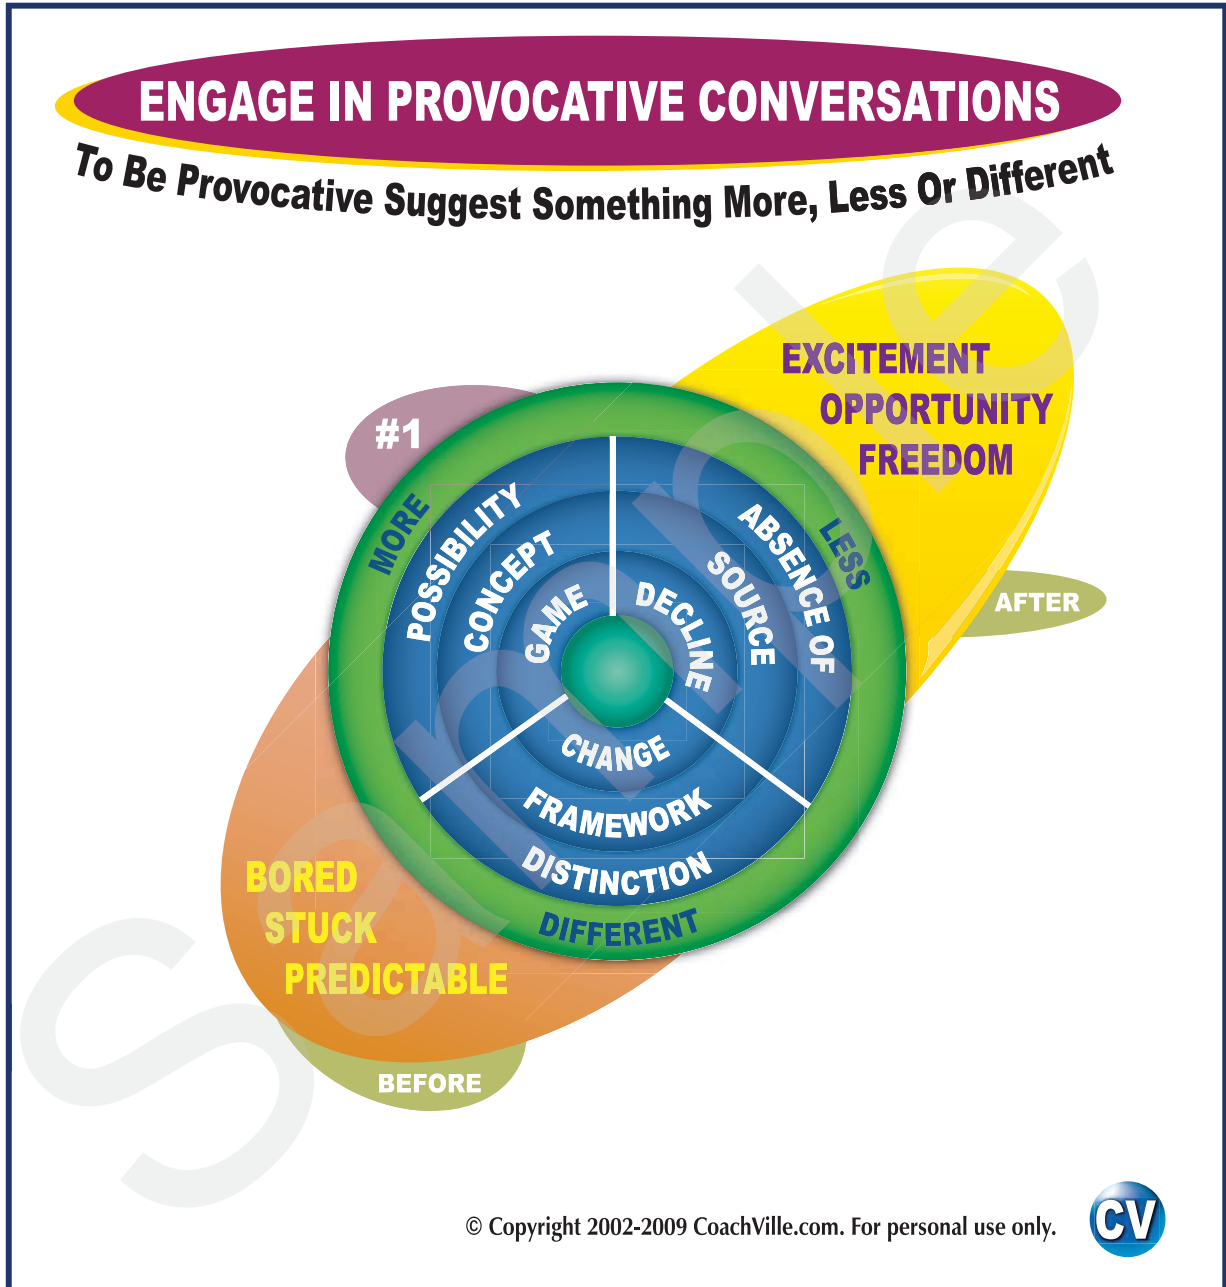 ENGAGE IN PROVOCATIVE CONVERSATIONS
To Be Provocative Suggest Something More, Less Or Different
EXCITEMENT
OPPORTUNITY
FREEDOM
#1
MORE
POSSIBILITY
CONCEPT
GAME
LESS
ABSENCE OF
SOURCE
DECLINE
AFTER
CHANGE
FRAMEWORK
DISTINCTION
DIFFERENT
BORED
STUCK
PREDICTABLE
BEFORE
Sample
© Copyright 2002-2009 CoachVille.com. For personal use only.
CV